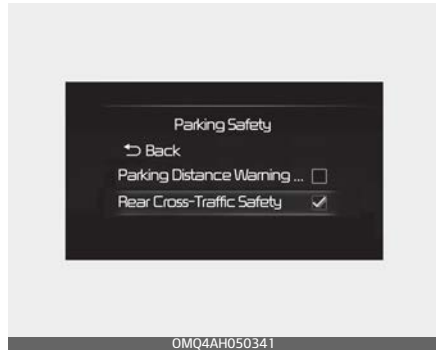 Parking Safety
Back
Parking Distance Warning ...
Rear Cross-Traffic Safety
OMQ4AH050341